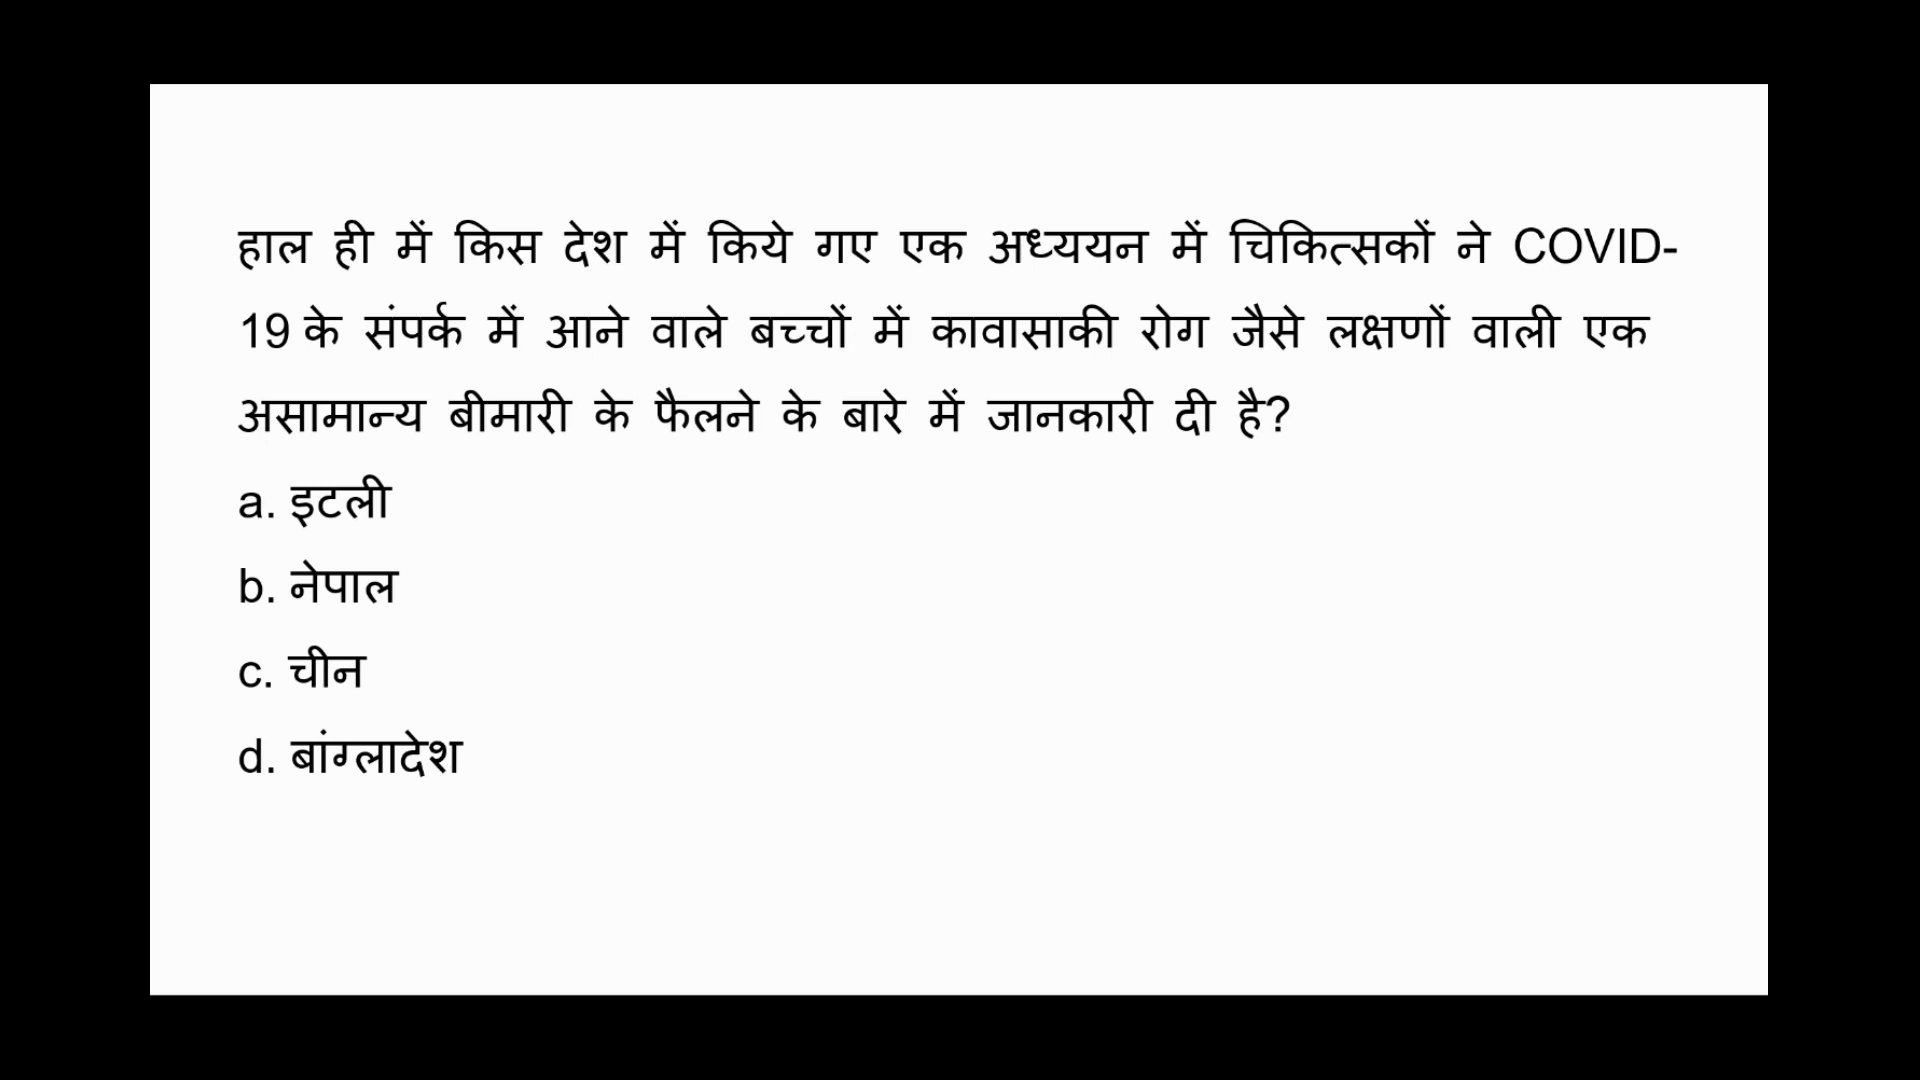 हाल ही में किस देश में किये गए एक अध्ययन में चिकित्सकों ने COVID-
19 के संपर्क में आने वाले बच्चों में कावासाकी रोग जैसे लक्षणों वाली एक
असामान्य बीमारी के फैलने के बारे में जानकारी दी है?
a. इटली
b. नेपाल
c. चीन
d. बांग्लादेश